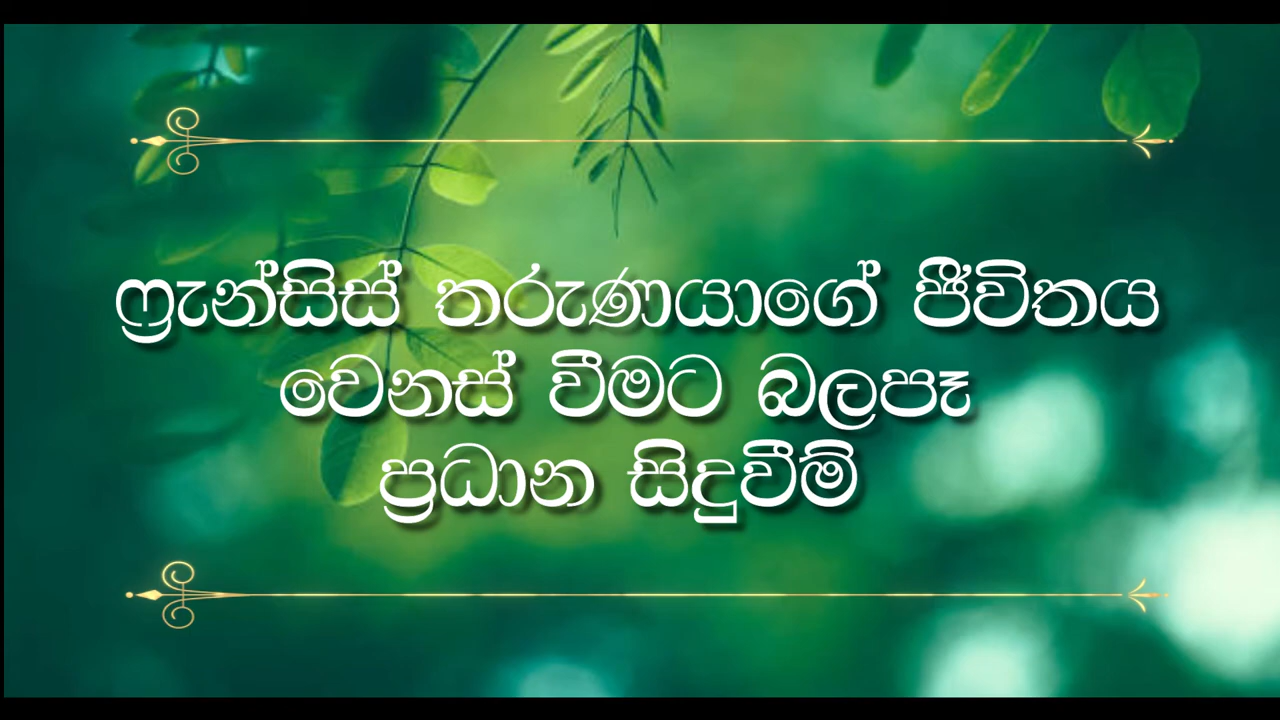 ෆ්‍රැන්සිස් තරුණයාගේ ජීවිතය
වෙනස් වීමට බලපෑ
ප්‍රධාන සිදුවීම්